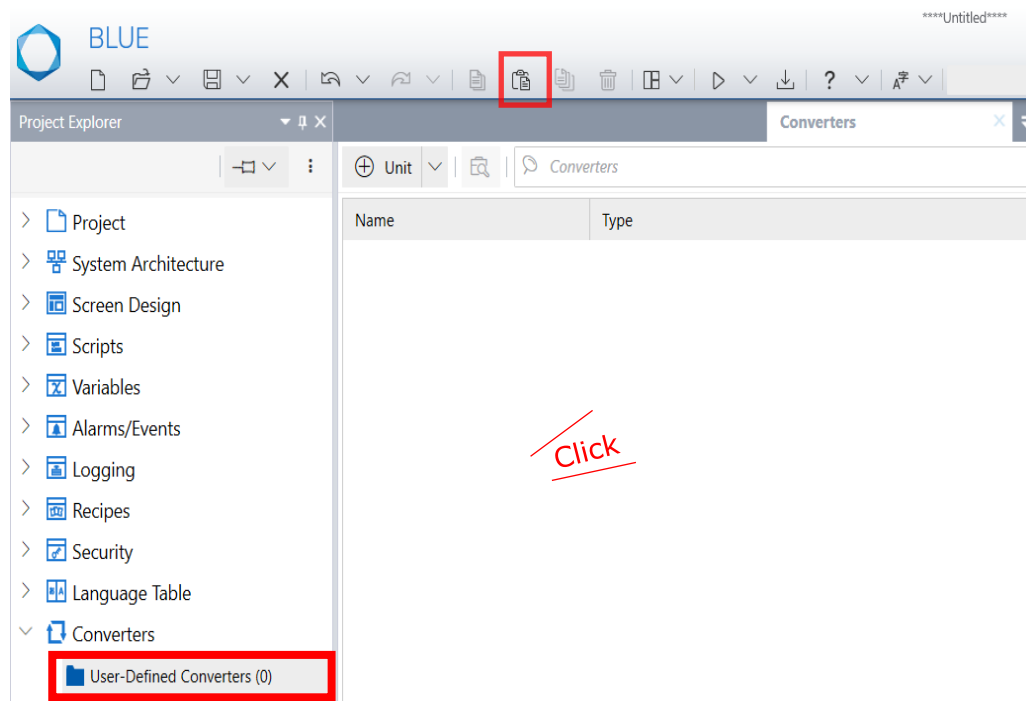 ****Untitled****
BLUE
Project Explorer
Converters
Unit
Converters
Name Type
Project
System Architecture
Screen Design
Scripts
Variables
Alarms/Events
Logging
Recipes
Security
Language Table
Converters
User-Defined Converters (0)
Click